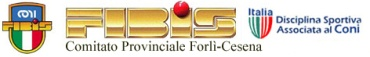 FIBiS
Comitato Provinciale Forlì-Cesena
Italia
Disciplina Sportiva
Associata al Coni